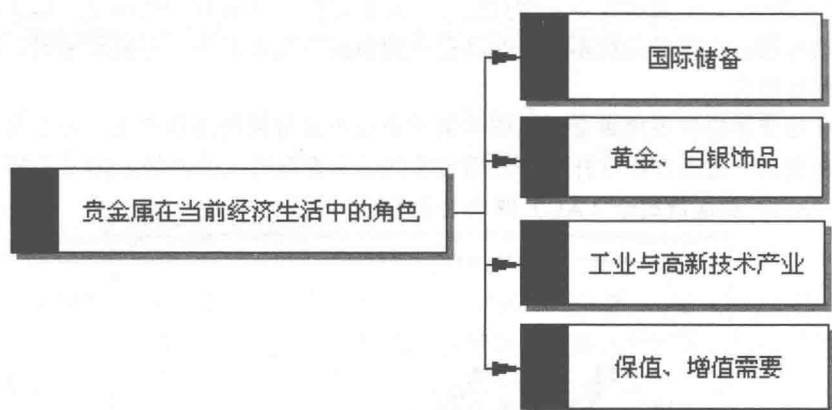 国际储备
黄金、白银饰品
贵金属在当前经济生活中的角色
工业与高新技术产业
保值、增值需要